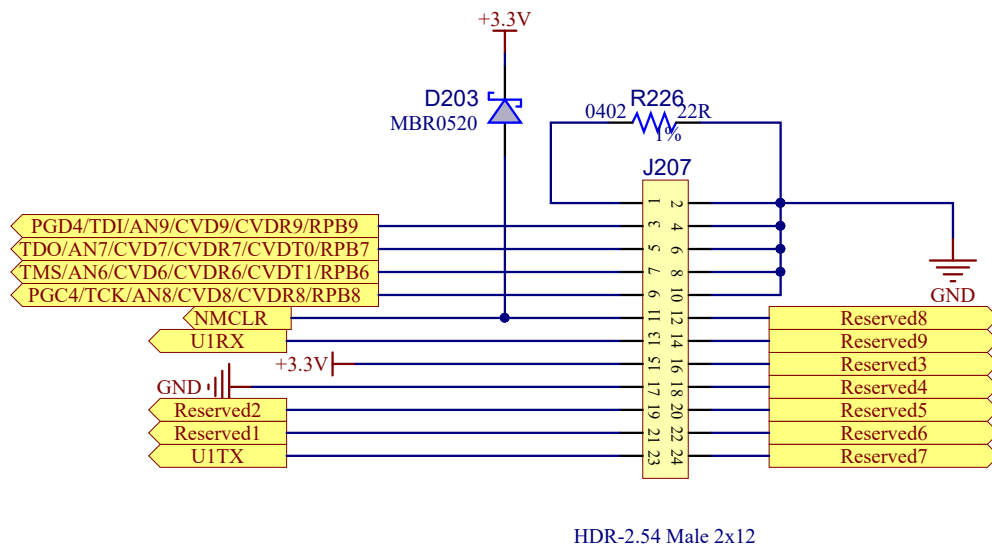 +3.3V
D203
MBR0520
R226
0402
22R
1%
J207
1 2
PGD4/TDI/AN9/CVD9/CVDR9/RPB9
3 4
TDO/AN7/CVD7/CVDR7/CVDT0/RPB7
5 6
TMS/AN6/CVD6/CVDR6/CVDT1/RPB6
7 8
PGC4/TCK/AN8/CVD8/CVDR8/RPB8
9 10
GND
NMCLR
11 12
Reserved8
U1RX
13 14
Reserved9
+3.3V
15 16
Reserved3
GND
17 18
Reserved4
Reserved2
19 20
Reserved5
Reserved1
21 22
Reserved6
U1TX
23 24
Reserved7
HDR-2.54 Male 2x12